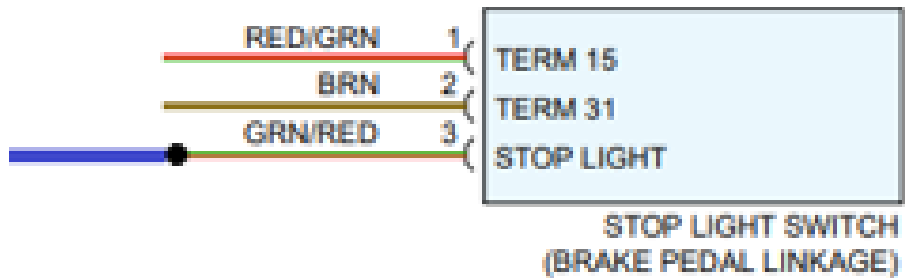 RED/GRN 1 TERM 15
BRN 2 TERM 31
GRN/RED 3 STOP LIGHT
STOP LIGHT SWITCH
(BRAKE PEDAL LINKAGE)